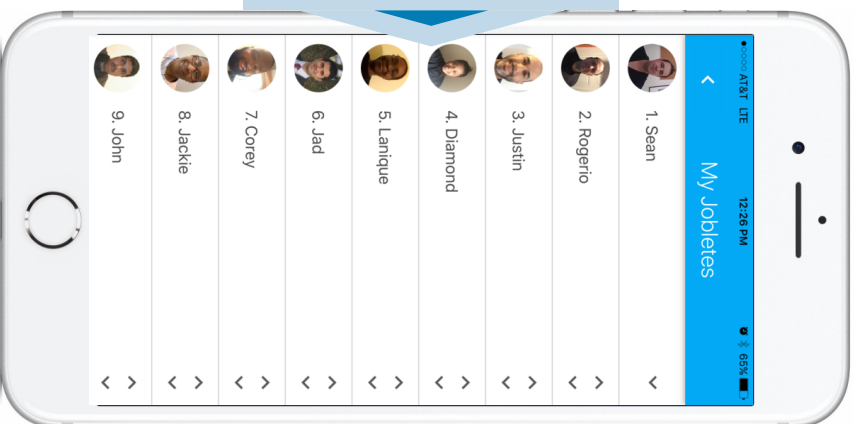 ●○○○○ AT&T LTE 12:26 PM 65%
My Jobletes
1. Sean
2. Rogerio
3. Justin
4. Diamond
5. Lanique
6. Jad
7. Corey
8. Jackie
9. John